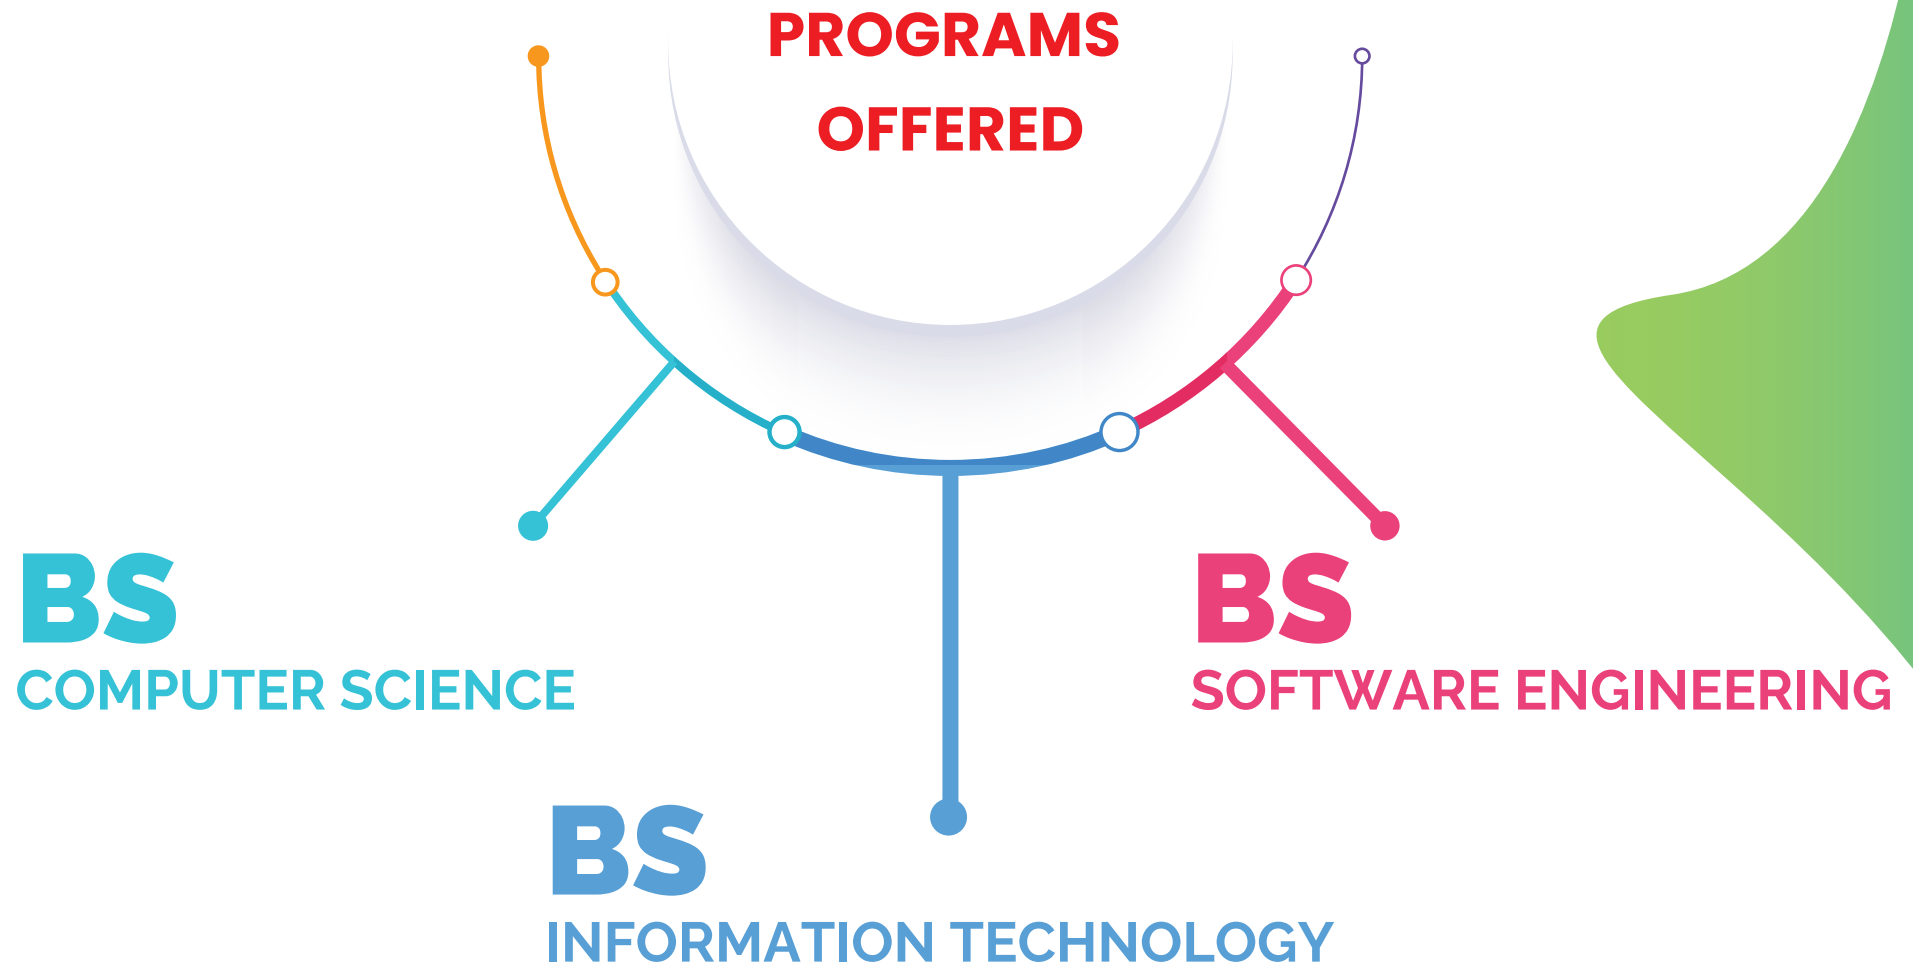 PROGRAMS
OFFERED
BS
COMPUTER SCIENCE
BS
SOFTWARE ENGINEERING
BS
INFORMATION TECHNOLOGY